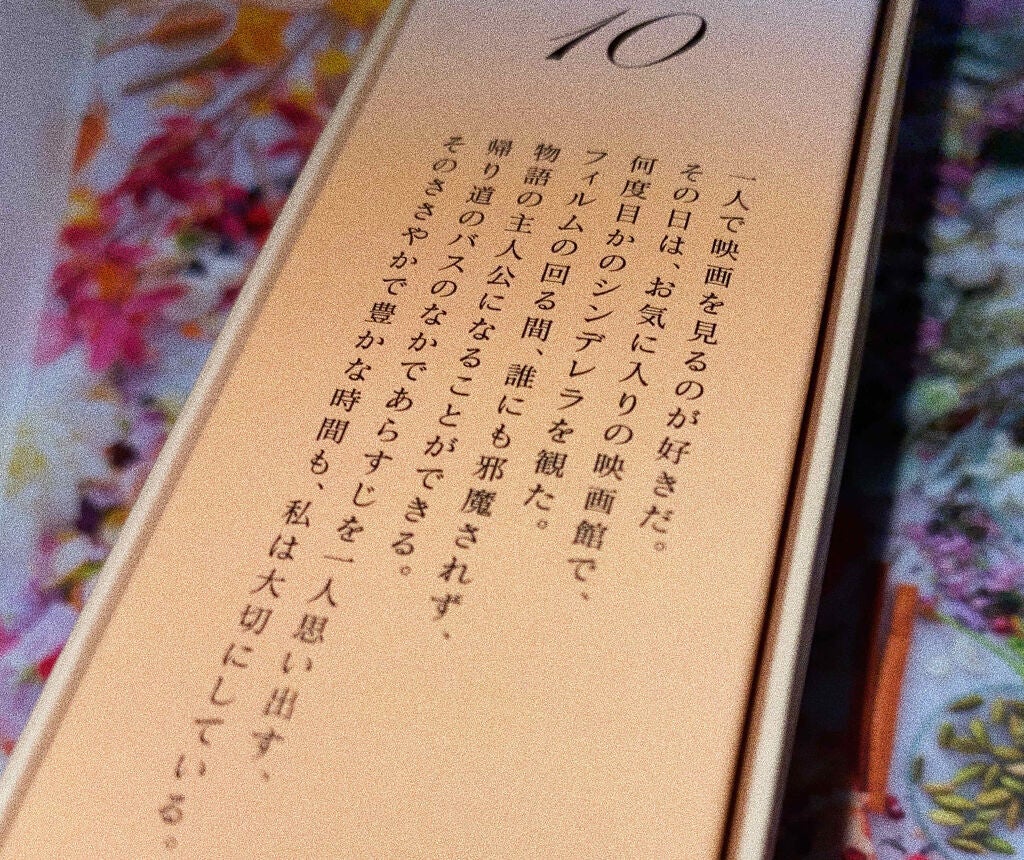 10
一人で映画を見るのが好きだ。
その日は、お気に入りの映画館で、
何度目かのシンデレラを観た。
フィルムの回る間、誰にも邪魔されず、
物語の主人公になることができる。
帰り道のバスのなかであらすじを一人思い出す、
そのささやかで豊かな時間も、私は大切にしている。